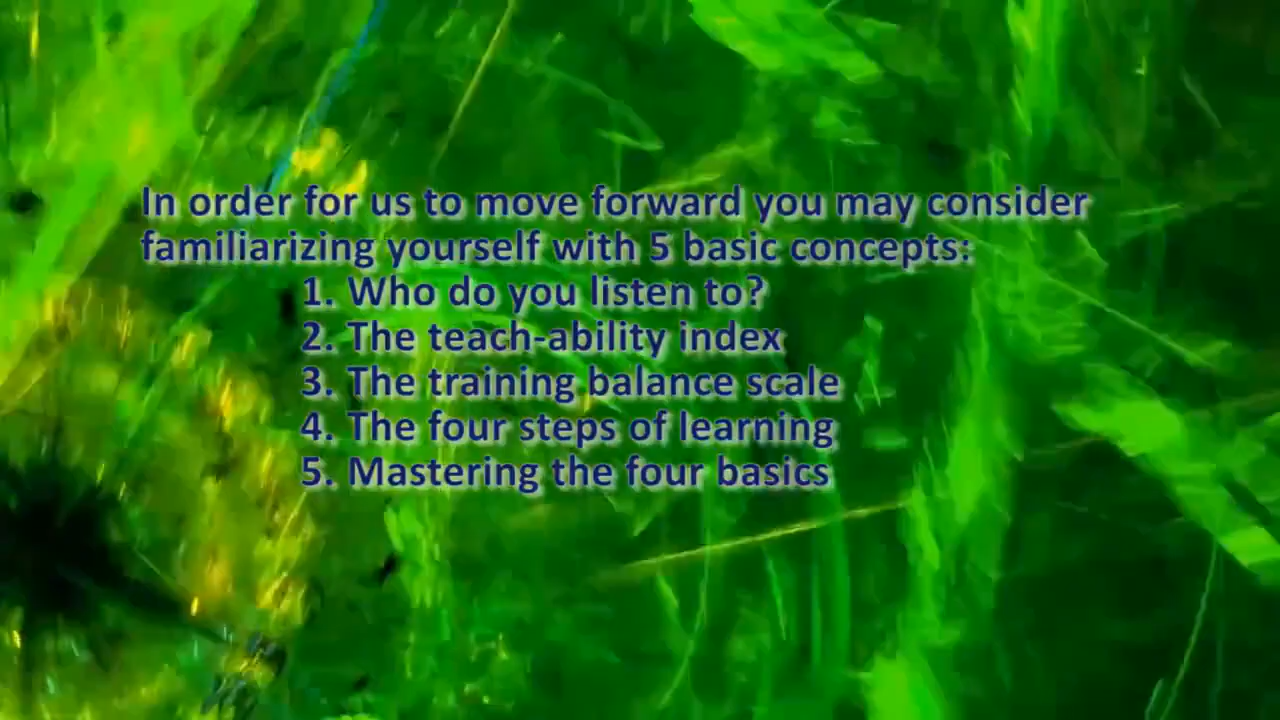 In order for us to move forward you may consider
familiarizing yourself with 5 basic concepts:
1. Who do you listen to?
2. The teach-ability index
3. The training balance scale
4. The four steps of learning
5. Mastering the four basics